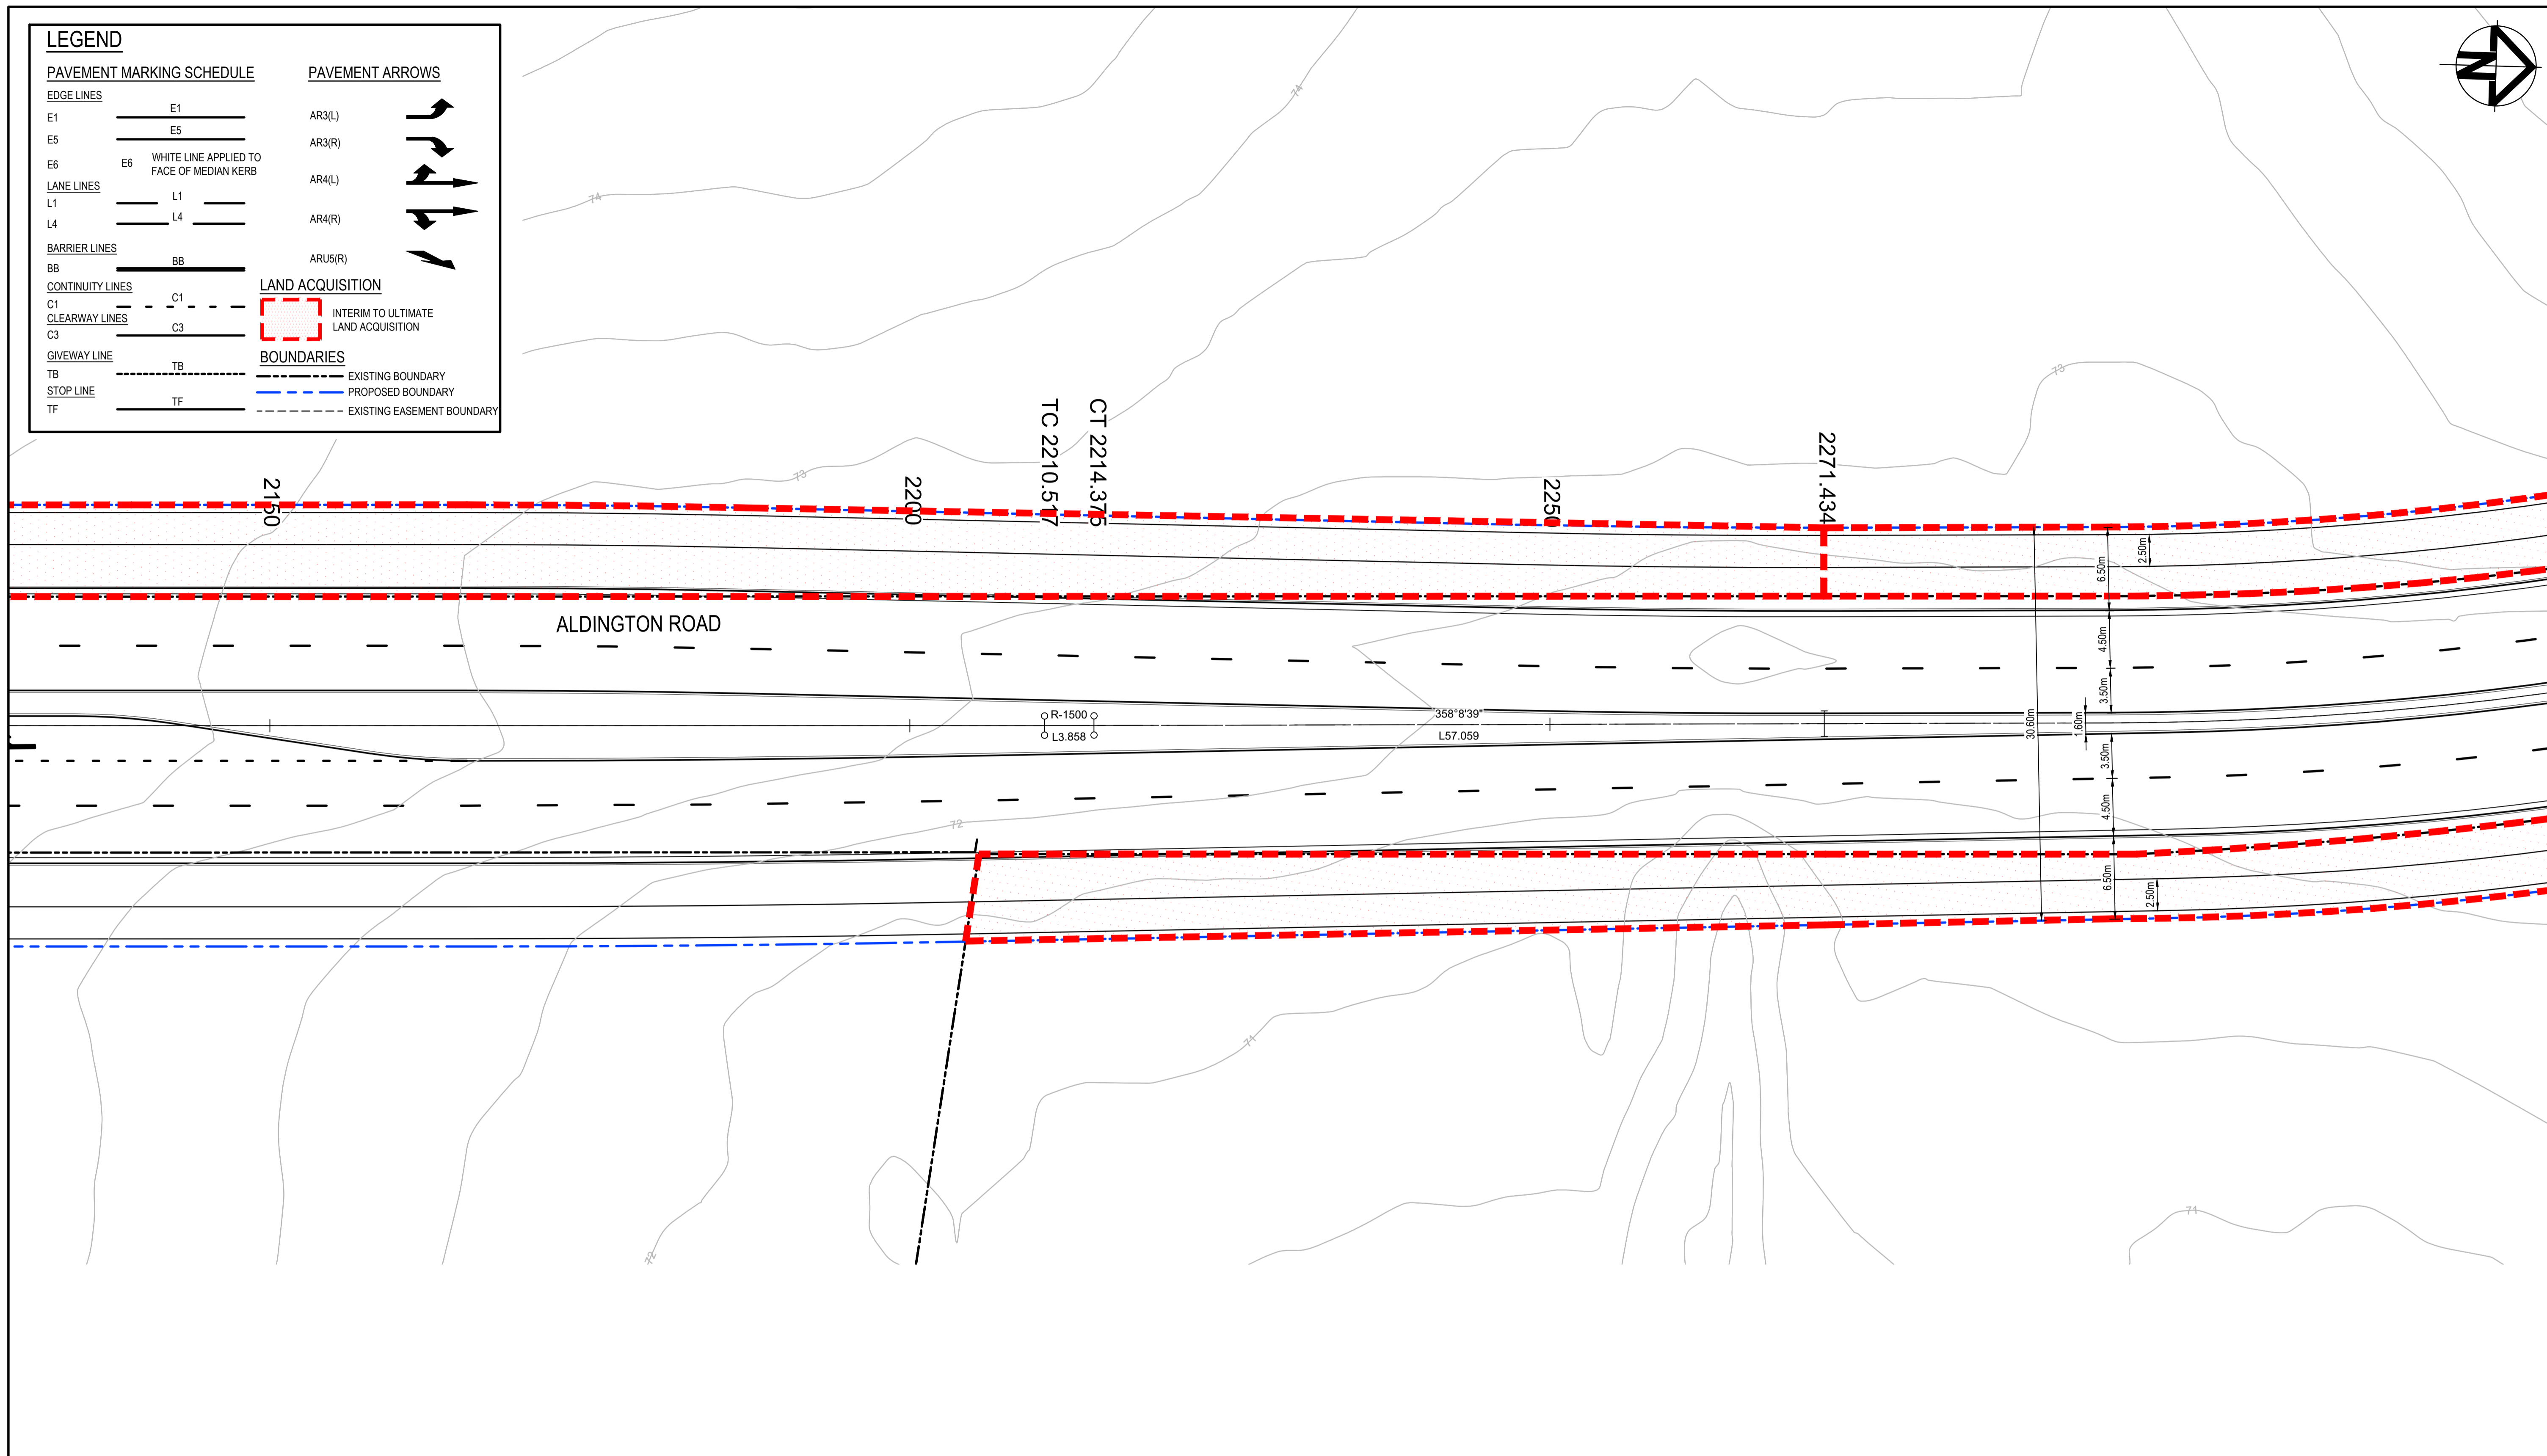 LEGEND
PAVEMENT MARKING SCHEDULE
EDGE LINES
E1 E1
E5 E5
E6 E6 WHITE LINE APPLIED TO
FACE OF MEDIAN KERB
LANE LINES
L1 L1
L4 L4
BARRIER LINES
BB BB
CONTINUITY LINES
C1 C1
CLEARWAY LINES
C3 C3
GIVEWAY LINE
TB TB
STOP LINE
TF TF
PAVEMENT ARROWS
AR3(L)
AR3(R)
AR4(L)
AR4(R)
ARU5(R)
LAND ACQUISITION
INTERIM TO ULTIMATE
LAND ACQUISITION
BOUNDARIES
EXISTING BOUNDARY
PROPOSED BOUNDARY
EXISTING EASEMENT BOUNDARY
N
74
74
73
73
2150
2200
TC 2210.517
CT 2214.375
2250
2271.434
ALDINGTON ROAD
R-1500
L3.858
358°8'39"
L57.059
30.60m
6.50m
2.50m
4.50m
3.50m
1.60m
3.50m
4.50m
6.50m
2.50m
72
71
72
71